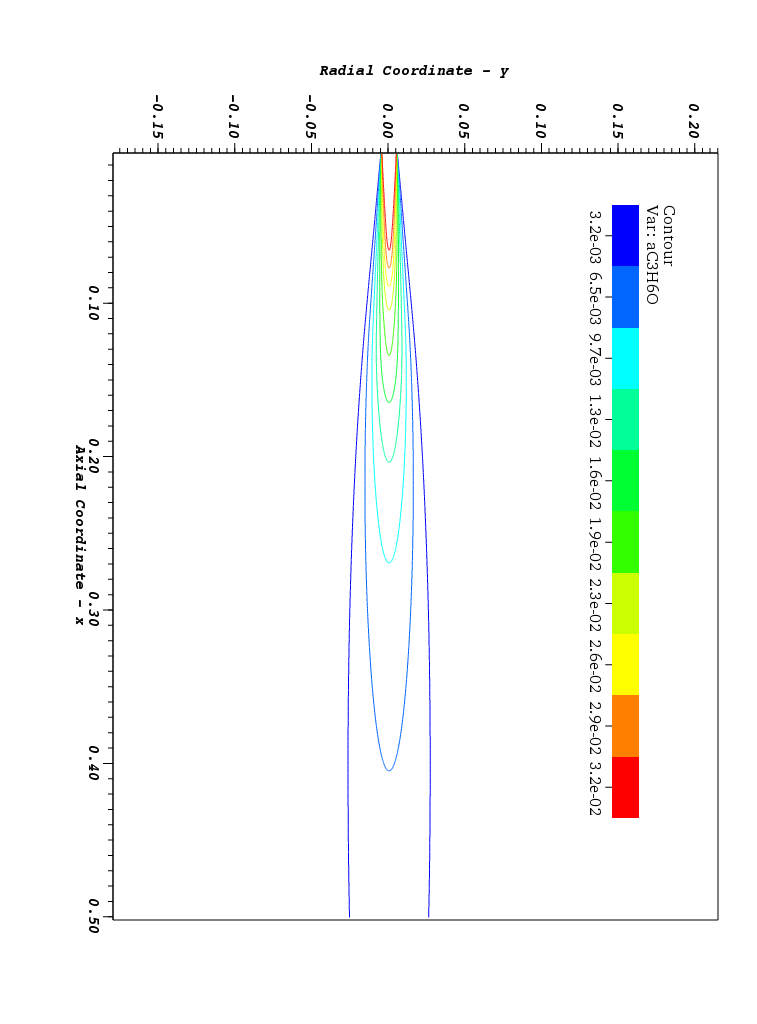 Radial Coordinate - y
-0.15 -0.10 -0.05 0.00 0.05 0.10 0.15 0.20
Contour
Var: aC3H6O
3.2e-03 6.5e-03 9.7e-03 1.3e-02 1.6e-02 1.9e-02 2.3e-02 2.6e-02 2.9e-02 3.2e-02
0.10 0.20 0.30 0.40 0.50
Axial Coordinate - x